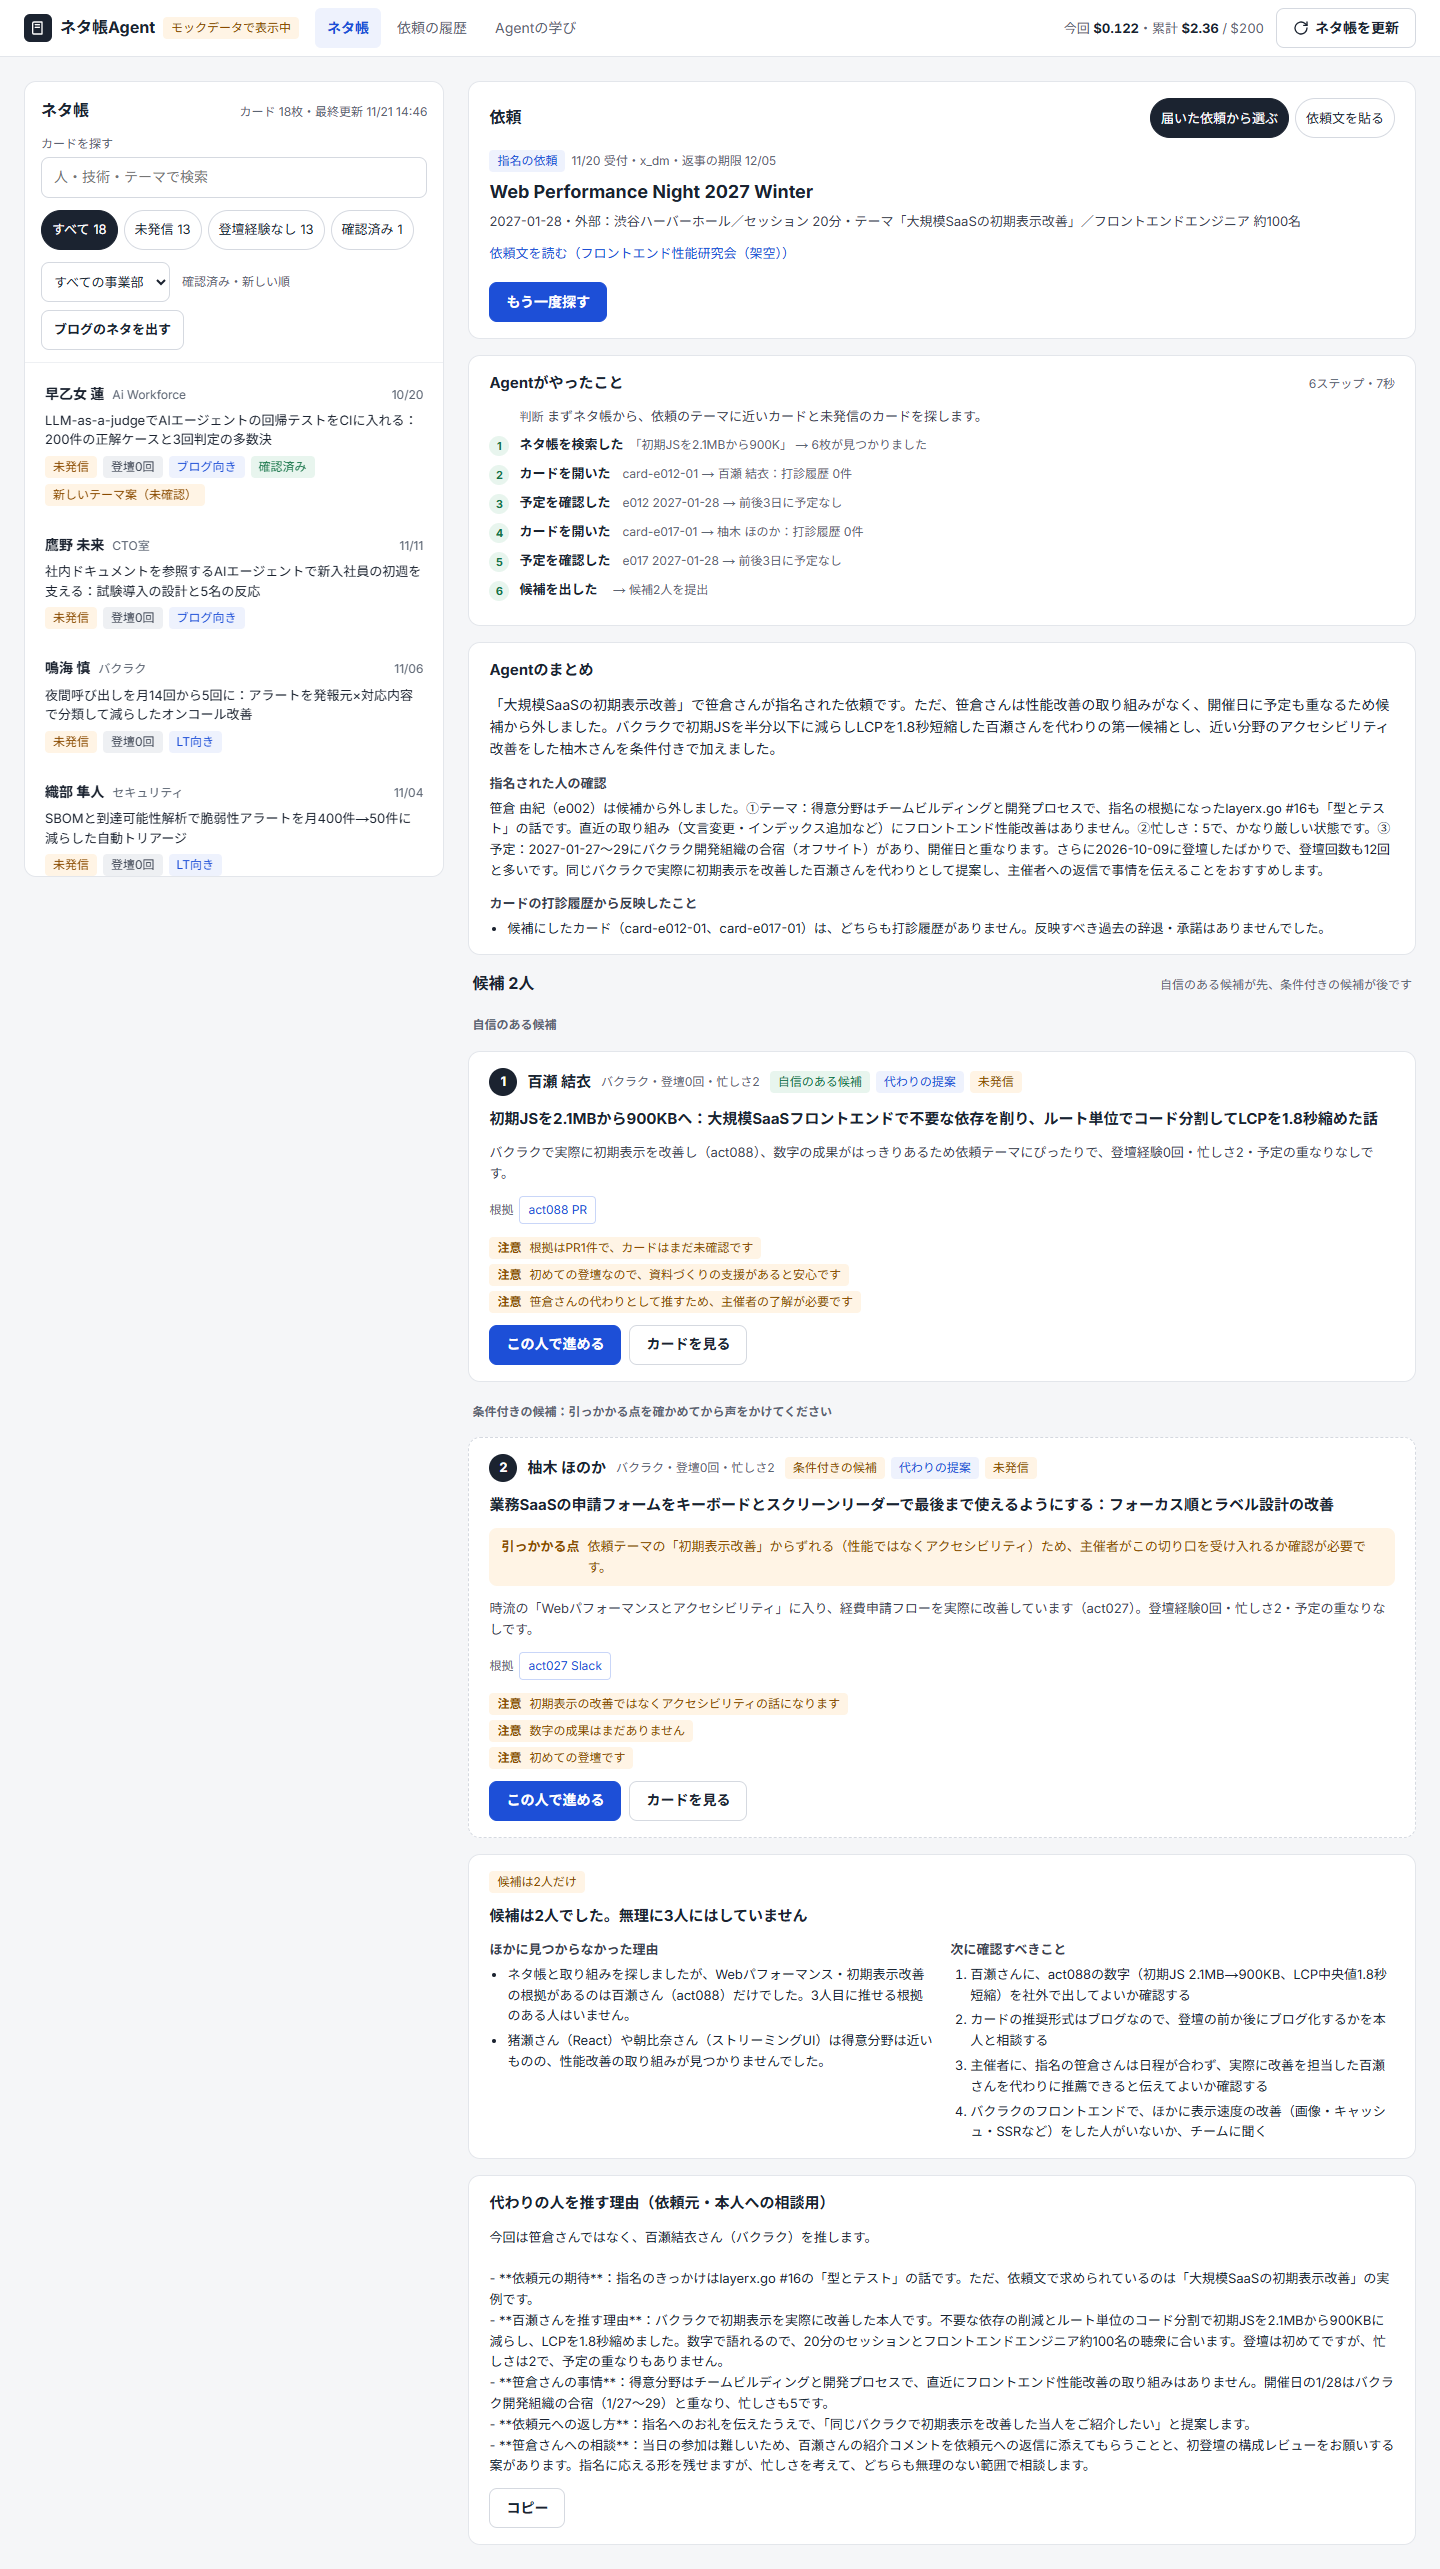 ネタ帳Agent モックデータで表示中 ネタ帳 依頼の履歴 Agentの学び 今回 $0.122・累計 $2.36 / $200 ネタ帳を更新
ネタ帳 カード 18枚・最終更新 11/21 14:46
カードを探す
人・技術・テーマで検索
すべて 18 未発信 13 登壇経験なし 13 確認済み 1
すべての事業部 確認済み・新しい順
ブログのネタを出す
早乙女 蓮 Ai Workforce 10/20
LLM-as-a-judgeでAIエージェントの回帰テストをCIに入れる：
200件の正解ケースと3回判定の多数決
未発信 登壇0回 ブログ向き 確認済み
新しいテーマ案（未確認）
鷹野 未来 CTO室 11/11
社内ドキュメントを参照するAIエージェントで新入社員の初週を
支える：試験導入の設計と5名の反応
未発信 登壇0回 ブログ向き
鳴海 慎 バクラク 11/06
夜間呼び出しを月14回から5回に：アラートを発報元×対応内容
で分類して減らしたオンコール改善
未発信 登壇0回 LT向き
織部 隼人 セキュリティ 11/04
SBOMと到達可能性解析で脆弱性アラートを月400件→50件に
減らした自動トリアージ
未発信 登壇0回 LT向き
依頼 届いた依頼から選ぶ 依頼文を貼る
指名の依頼 11/20 受付・x_dm・返事の期限 12/05
Web Performance Night 2027 Winter
2027-01-28・外部：渋谷ハーバーホール／セッション 20分・テーマ「大規模SaaSの初期表示改善」／フロントエンドエンジニア 約100名
依頼文を読む（フロントエンド性能研究会（架空））
もう一度探す
Agentがやったこと 6ステップ・7秒
判断 まずネタ帳から、依頼のテーマに近いカードと未発信のカードを探します。
1 ネタ帳を検索した 「初期JSを2.1MBから900K」 → 6枚が見つかりました
2 カードを開いた card-e012-01 → 百瀬 結衣：打診履歴 0件
3 予定を確認した e012 2027-01-28 → 前後3日に予定なし
4 カードを開いた card-e017-01 → 柚木 ほのか：打診履歴 0件
5 予定を確認した e017 2027-01-28 → 前後3日に予定なし
6 候補を出した → 候補2人を提出
Agentのまとめ
「大規模SaaSの初期表示改善」で笹倉さんが指名された依頼です。ただ、笹倉さんは性能改善の取り組みがなく、開催日に予定も重なるため候
補から外しました。バクラクで初期JSを半分以下に減らしLCPを1.8秒短縮した百瀬さんを代わりの第一候補とし、近い分野のアクセシビリティ
改善をした柚木さんを条件付きで加えました。
指名された人の確認
笹倉 由紀（e002）は候補から外しました。①テーマ：得意分野はチームビルディングと開発プロセスで、指名の根拠になったlayerx.go #16も「型とテス
ト」の話です。直近の取り組み（文言変更・インデックス追加など）にフロントエンド性能改善はありません。②忙しさ：5で、かなり厳しい状態です。③
予定：2027-01-27〜29にバクラク開発組織の合宿（オフサイト）があり、開催日と重なります。さらに2026-10-09に登壇したばかりで、登壇回数も12回
と多いです。同じバクラクで実際に初期表示を改善した百瀬さんを代わりとして提案し、主催者への返信で事情を伝えることをおすすめします。
カードの打診履歴から反映したこと
• 候補にしたカード（card-e012-01、card-e017-01）は、どちらも打診履歴がありません。反映すべき過去の辞退・承諾はありませんでした。
候補 2人 自信のある候補が先、条件付きの候補が後です
自信のある候補
1 百瀬 結衣 バクラク・登壇0回・忙しさ2 自信のある候補 代わりの提案 未発信
初期JSを2.1MBから900KBへ：大規模SaaSフロントエンドで不要な依存を削り、ルート単位でコード分割してLCPを1.8秒縮めた話
バクラクで実際に初期表示を改善し（act088）、数字の成果がはっきりあるため依頼テーマにぴったりで、登壇経験0回・忙しさ2・予定の重なりなしで
す。
根拠 act088 PR
注意 根拠はPR1件で、カードはまだ未確認です
注意 初めての登壇なので、資料づくりの支援があると安心です
注意 笹倉さんの代わりとして推すため、主催者の了解が必要です
この人で進める カードを見る
条件付きの候補：引っかかる点を確かめてから声をかけてください
2 柚木 ほのか バクラク・登壇0回・忙しさ2 条件付きの候補 代わりの提案 未発信
業務SaaSの申請フォームをキーボードとスクリーンリーダーで最後まで使えるようにする：フォーカス順とラベル設計の改善
引っかかる点 依頼テーマの「初期表示改善」からずれる（性能ではなくアクセシビリティ）ため、主催者がこの切り口を受け入れるか確認が必要で
す。
時流の「Webパフォーマンスとアクセシビリティ」に入り、経費申請フローを実際に改善しています（act027）。登壇経験0回・忙しさ2・予定の重なりな
しです。
根拠 act027 Slack
注意 初期表示の改善ではなくアクセシビリティの話になります
注意 数字の成果はまだありません
注意 初めての登壇です
この人で進める カードを見る
候補は2人だけ
候補は2人でした。無理に3人にはしていません
ほかに見つからなかった理由
• ネタ帳と取り組みを探しましたが、Webパフォーマンス・初期表示改善
の根拠があるのは百瀬さん（act088）だけでした。3人目に推せる根拠
のある人はいません。
• 猪瀬さん（React）や朝比奈さん（ストリーミングUI）は得意分野は近い
ものの、性能改善の取り組みが見つかりませんでした。
次に確認すべきこと
1. 百瀬さんに、act088の数字（初期JS 2.1MB→900KB、LCP中央値1.8秒
短縮）を社外で出してよいか確認する
2. カードの推奨形式はブログなので、登壇の前か後にブログ化するかを本
人と相談する
3. 主催者に、指名の笹倉さんは日程が合わず、実際に改善を担当した百瀬
さんを代わりに推薦できると伝えてよいか確認する
4. バクラクのフロントエンドで、ほかに表示速度の改善（画像・キャッシ
ュ・SSRなど）をした人がいないか、チームに聞く
代わりの人を推す理由（依頼元・本人への相談用）
今回は笹倉さんではなく、百瀬結衣さん（バクラク）を推します。
- **依頼元の期待**：指名のきっかけはlayerx.go #16の「型とテスト」の話です。ただ、依頼文で求められているのは「大規模SaaSの初期表示改善」の実
例です。
- **百瀬さんを推す理由**：バクラクで初期表示を実際に改善した本人です。不要な依存の削減とルート単位のコード分割で初期JSを2.1MBから900KBに
減らし、LCPを1.8秒縮めました。数字で語れるので、20分のセッションとフロントエンドエンジニア約100名の聴衆に合います。登壇は初めてですが、忙
しさは2で、予定の重なりもありません。
- **笹倉さんの事情**：得意分野はチームビルディングと開発プロセスで、直近にフロントエンド性能改善の取り組みはありません。開催日の1/28はバクラ
ク開発組織の合宿（1/27〜29）と重なり、忙しさも5です。
- **依頼元への返し方**：指名へのお礼を伝えたうえで、「同じバクラクで初期表示を改善した当人をご紹介したい」と提案します。
- **笹倉さんへの相談**：当日の参加は難しいため、百瀬さんの紹介コメントを依頼元への返信に添えてもらうことと、初登壇の構成レビューをお願いする
案があります。指名に応える形を残せますが、忙しさを考えて、どちらも無理のない範囲で相談します。
コピー